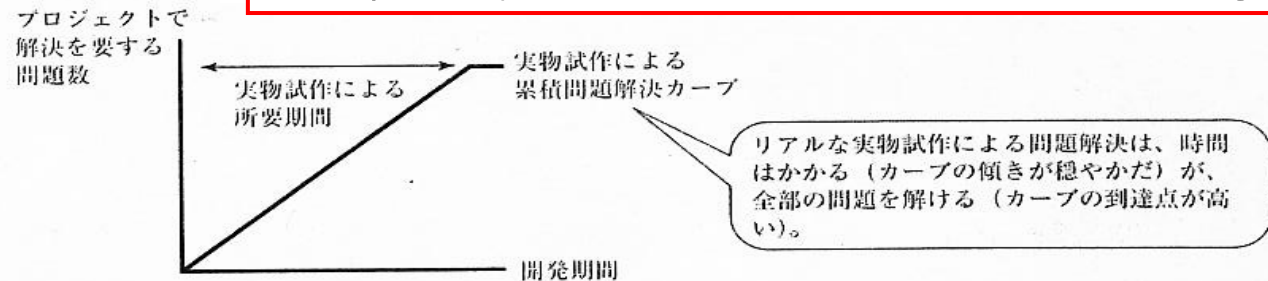 プロジェクトで
解決を要する
問題数
実物試作による
所要期間
実物試作による
累積問題解決カーブ
リアルな実物試作による問題解決は、時間
はかかる（カーブの傾きが穏やかだ）が、
全部の問題を解ける（カーブの到達点が高
い）。
開発期間